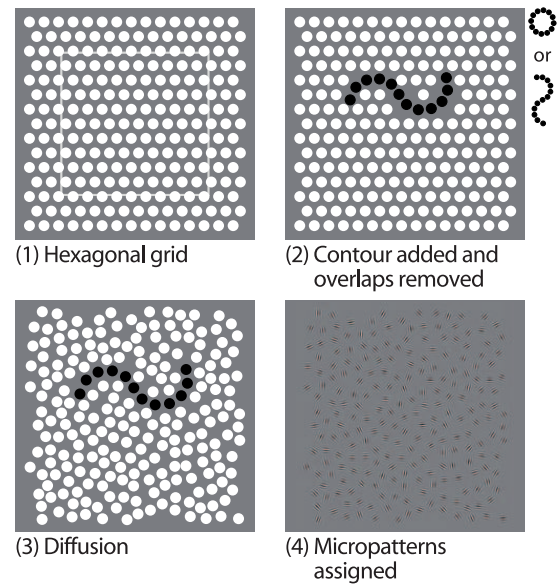 or
(1) Hexagonal grid
(2) Contour added and
overlaps removed
(3) Diffusion
(4) Micropatterns
assigned